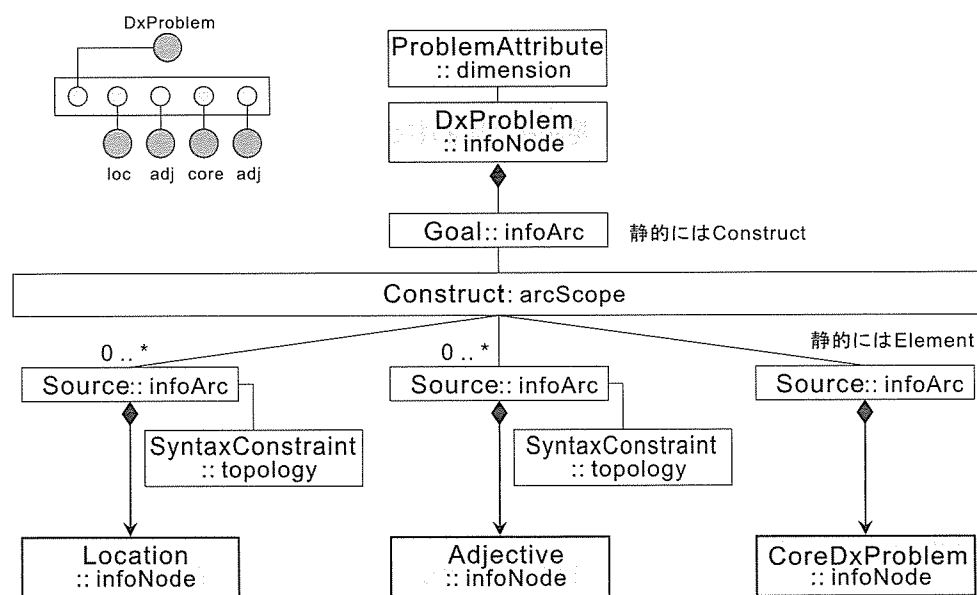 DxProblem
loc adj core adj
ProblemAttribute
:: dimension
DxProblem
:: infoNode
Goal:: infoArc
静的にはConstruct
Construct: arcScope
0 .. *
0 .. *
静的にはElement
Source:: infoArc
Source:: infoArc
Source:: infoArc
SyntaxConstraint
:: topology
SyntaxConstraint
:: topology
Location
:: infoNode
Adjective
:: infoNode
CoreDxProblem
:: infoNode